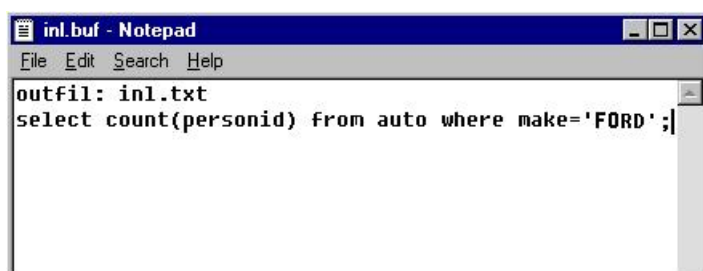 inl.buf - Notepad
File Edit Search Help
outfil: inl.txt
select count(personid) from auto where make='FORD';